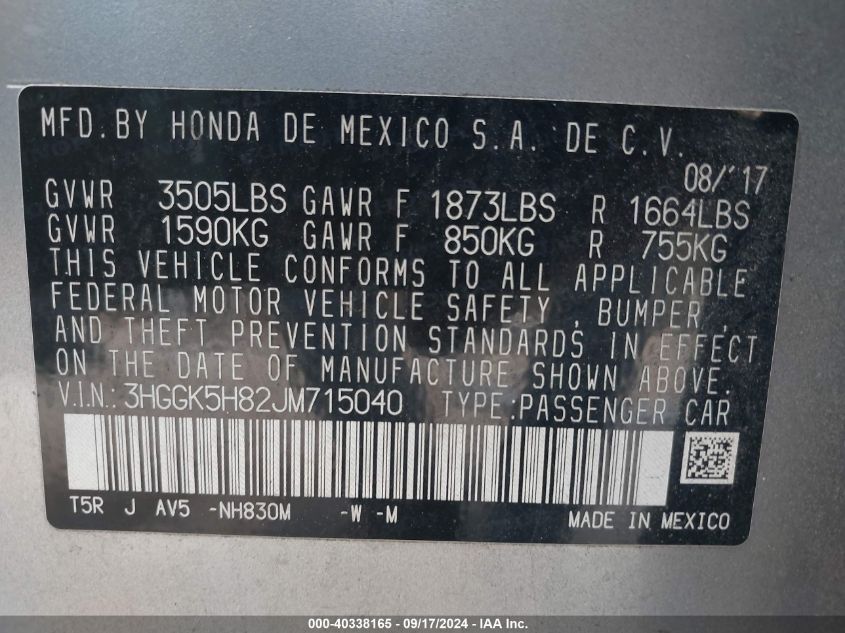 MFD. BY HONDA DE MEXICO S.A. DE C.V.
08/'17
GVWR 3505LBS GAWR F 1873LBS R 1664LBS
GVWR 1590KG GAWR F 850KG R 755KG
THIS VEHICLE CONFORMS TO ALL APPLICABLE
FEDERAL MOTOR VEHICLE SAFETY, BUMPER,
AND THEFT PREVENTION STANDARDS IN EFFECT
ON THE DATE OF MANUFACTURE SHOWN ABOVE.
V.I.N.: 3HGGK5H82JM715040 TYPE:PASSENGER CAR
T5R J AV5 -NH830M -W -M MADE IN MEXICO
000-40338165 - 09/17/2024 - IAA Inc.